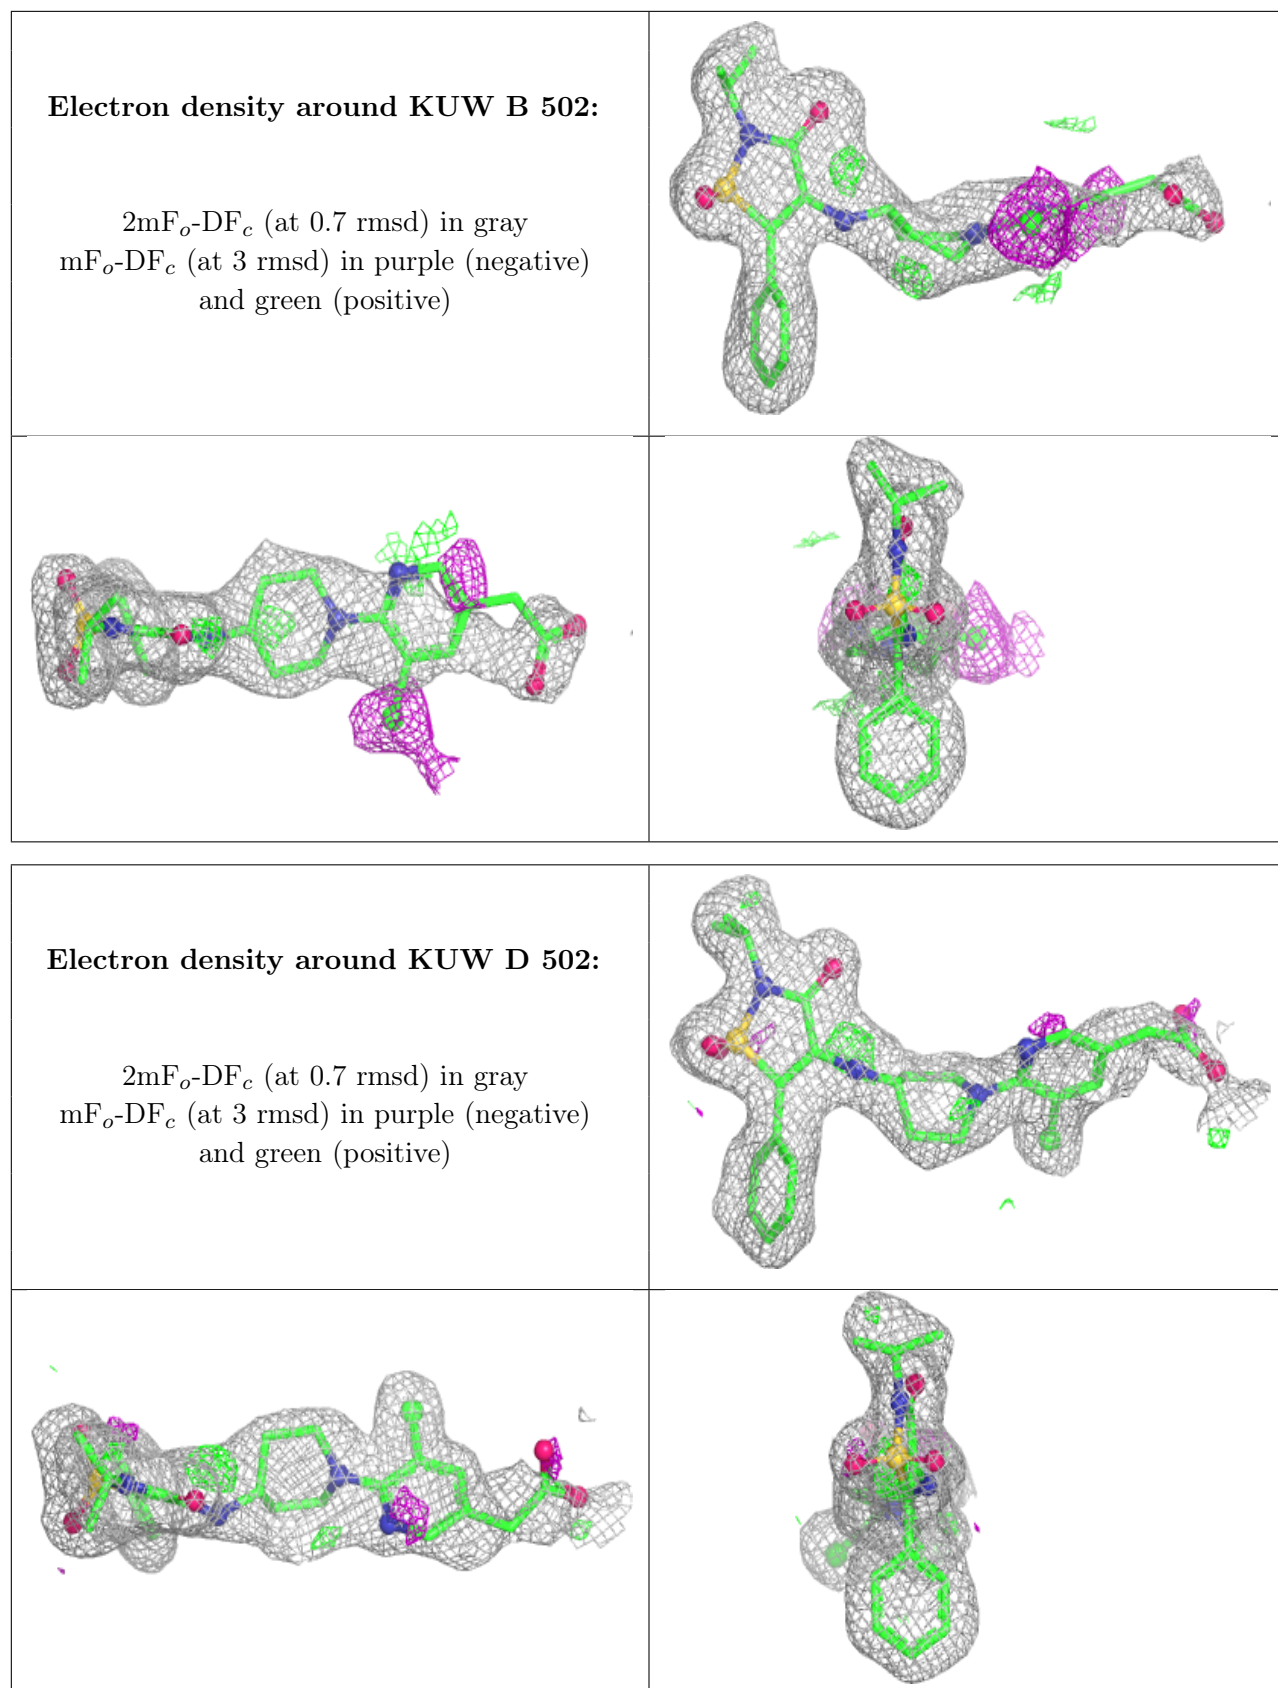 Electron density around KUW B 502:
2mFo-DFc (at 0.7 rmsd) in gray
mFo-DFc (at 3 rmsd) in purple (negative)
and green (positive)
Electron density around KUW D 502:
2mFo-DFc (at 0.7 rmsd) in gray
mFo-DFc (at 3 rmsd) in purple (negative)
and green (positive)